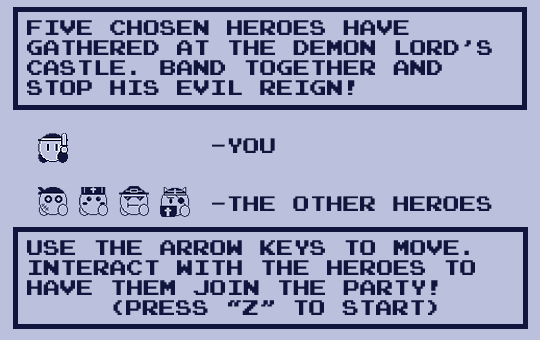 FIVE CHOSEN HEROES HAVE
GATHERED AT THE DEMON LORD'S
CASTLE. BAND TOGETHER AND
STOP HIS EVIL REIGN!
-YOU
-THE OTHER HEROES
USE THE ARROW KEYS TO MOVE.
INTERACT WITH THE HEROES TO
HAVE THEM JOIN THE PARTY!
(PRESS “Z” TO START)